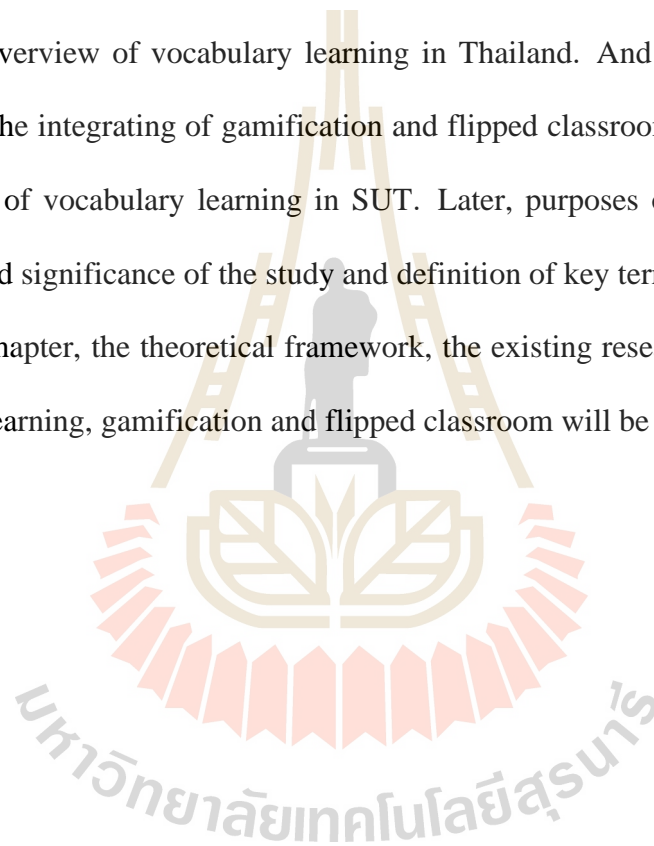 verview of vocabulary learning in Thailand. And
he integrating of gamification and flipped classroom
of vocabulary learning in SUT. Later, purposes
d significance of the study and definition of key ter
hapter, the theoretical framework, the existing rese
earning, gamification and flipped classroom will be
มหาวิทยาลัยเทคโนโลยีสุรนารี